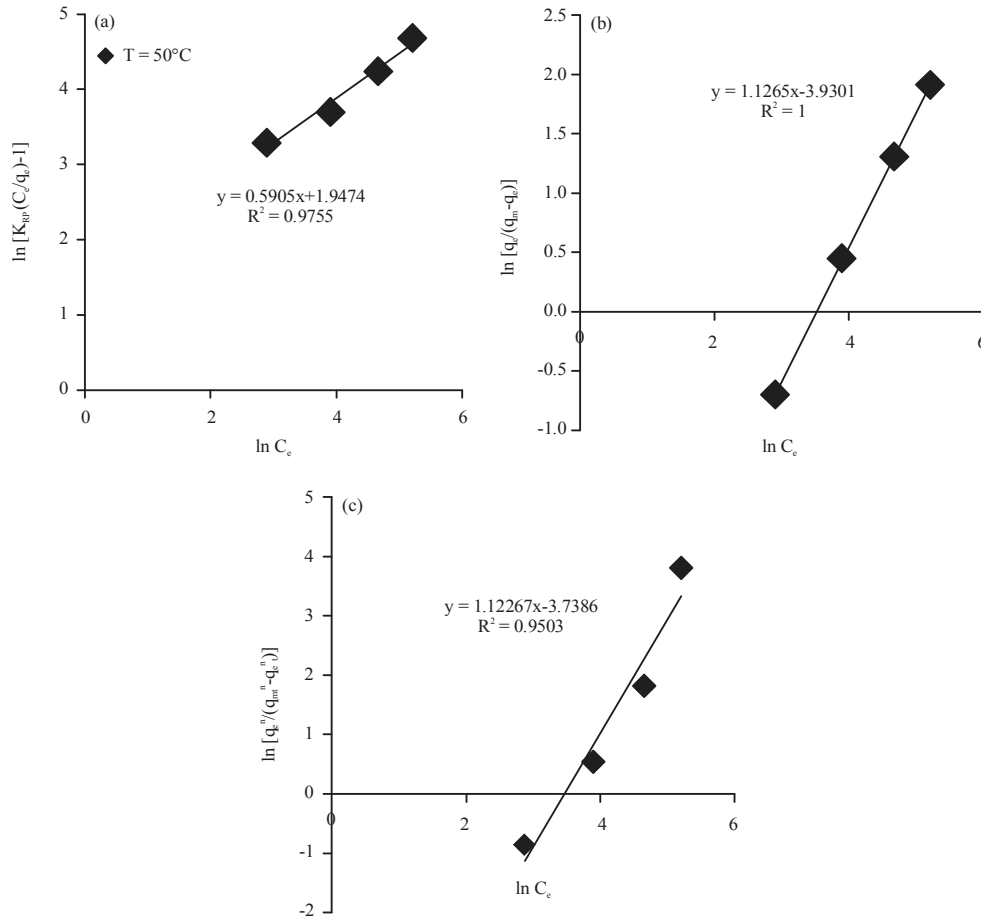 (a)
5
4
3
2
1
0
0
2
4
6
◆ T = 50°C
y = 0.5905x+1.9474
R² = 0.9755
ln [K_RP(C_e/q_e)-1]
ln C_e
(b)
2.5
2.0
1.5
1.0
0.5
0.0
-0.5
-1.0
0
2
4
6
y = 1.1265x-3.9301
R² = 1
ln [q_e/(q_m-q_e)]
ln C_e
(c)
5
4
3
2
1
0
-1
-2
0
2
4
6
y = 1.12267x-3.7386
R² = 0.9503
ln [q_e^n/(q_mt^n-q_e^n_t)]
ln C_e